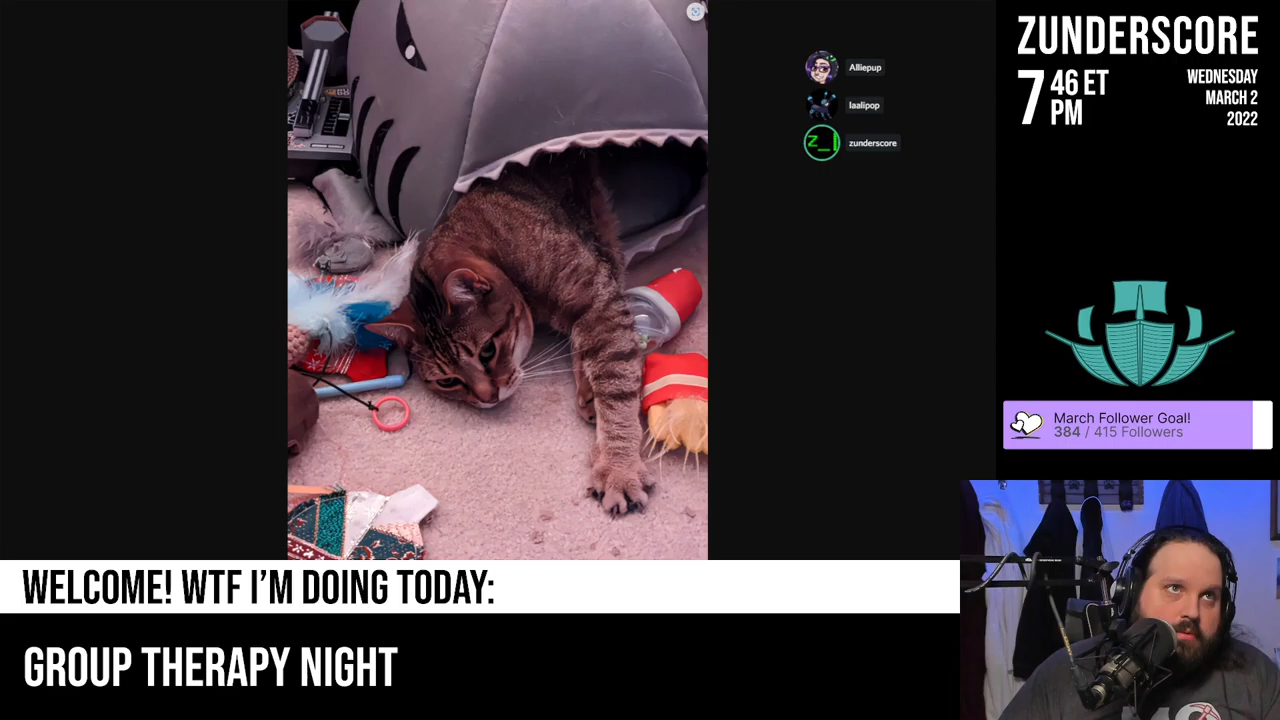 Alliepup
laalipop
zunderscore
z_
ZUNDERSCORE
7 46 ET
PM
WEDNESDAY
MARCH 2
2022
March Follower Goal!
384 / 415 Followers
WELCOME! WTF I'M DOING TODAY:
GROUP THERAPY NIGHT